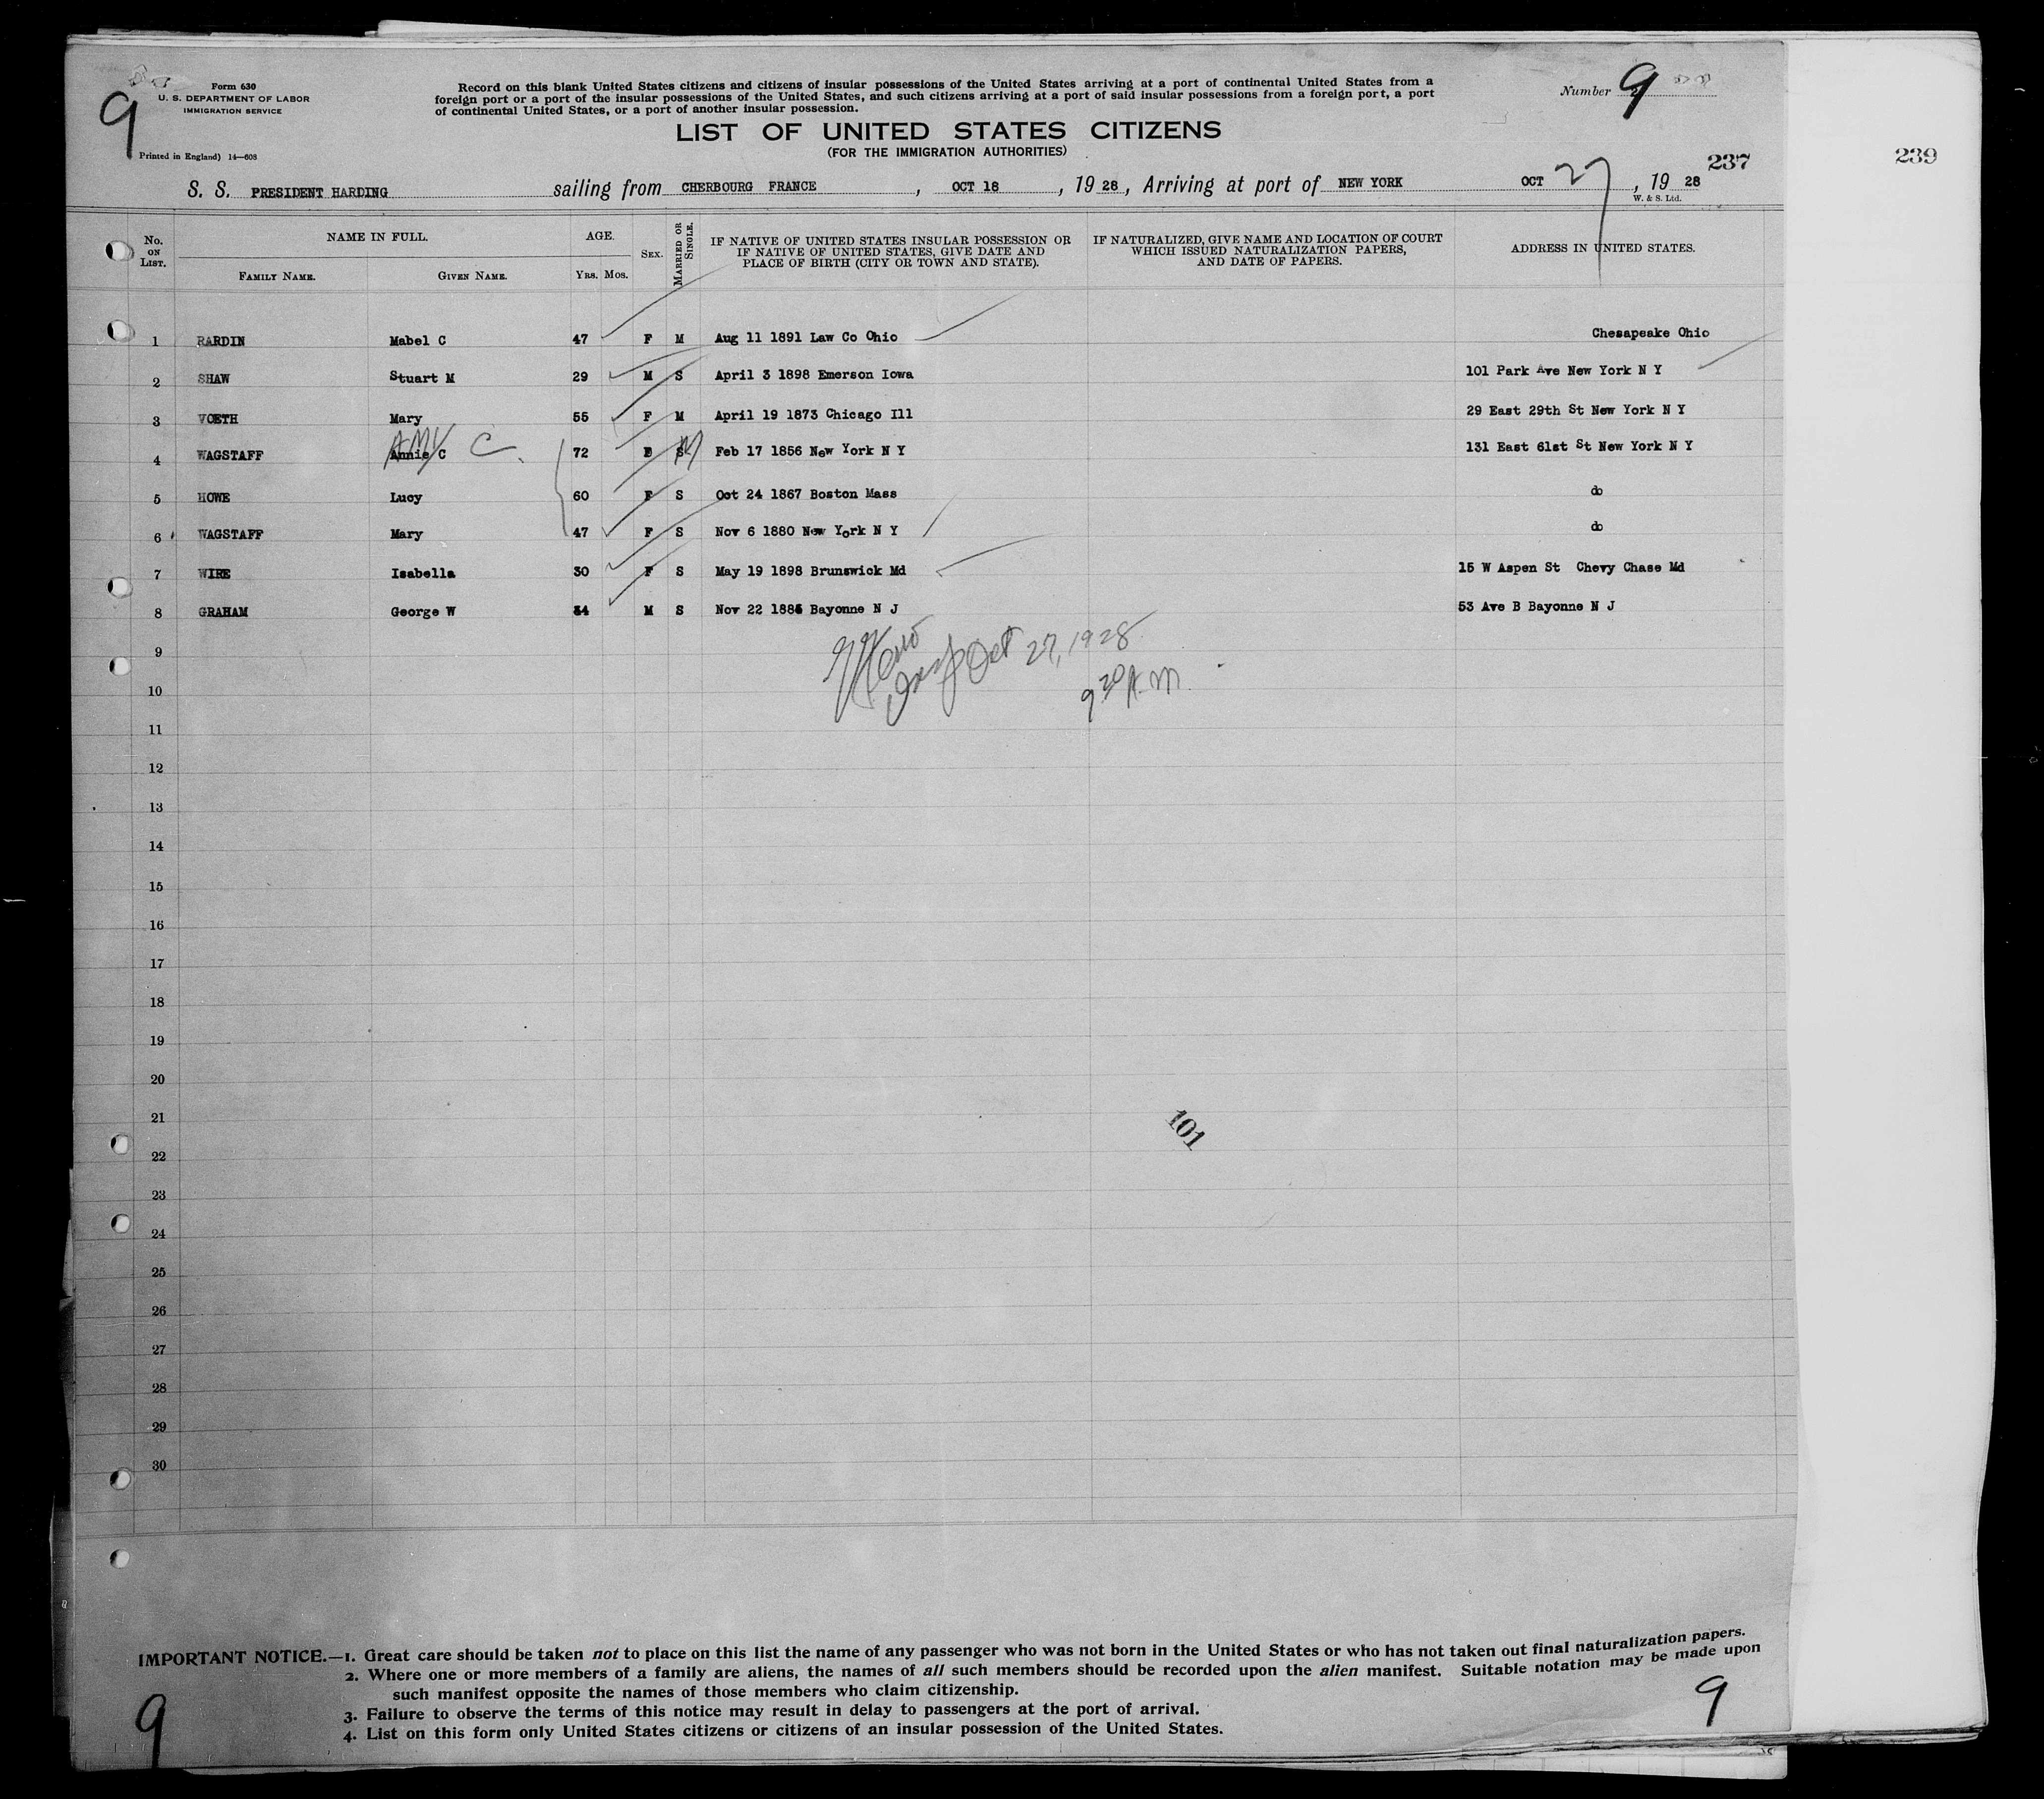 Form 630
U. S. DEPARTMENT OF LABOR
IMMIGRATION SERVICE
9
Printed in England) 14—608
Record on this blank United States citizens and citizens of insular possessions of the United States arriving at a port of continental United States from a
foreign port or a port of the insular possessions of the United States, and such citizens arriving at a port of said insular possessions from a foreign port, a port
of continental United States, or a port of another insular possession.
Number 9
LIST OF UNITED STATES CITIZENS
(FOR THE IMMIGRATION AUTHORITIES)
237
239
S. S. PRESIDENT HARDING sailing from CHERBOURG FRANCE , OCT 18 , 19 28 , Arriving at port of NEW YORK OCT 27 , 19 28
W. & S. Ltd.
No. ON LIST. NAME IN FULL. FAMILY NAME. GIVEN NAME. AGE. YRS. MOS. SEX. MARRIED OR SINGLE. IF NATIVE OF UNITED STATES INSULAR POSSESSION OR IF NATIVE OF UNITED STATES, GIVE DATE AND PLACE OF BIRTH (CITY OR TOWN AND STATE). IF NATURALIZED, GIVE NAME AND LOCATION OF COURT WHICH ISSUED NATURALIZATION PAPERS, AND DATE OF PAPERS. ADDRESS IN UNITED STATES.
1 RARDIN Mabel C 47 F M Aug 11 1891 Law Co Ohio Chesapeake Ohio
2 SHAW Stuart M 29 M S April 3 1898 Emerson Iowa 101 Park Ave New York N Y
3 VOETH Mary 55 F M April 19 1873 Chicago Ill 29 East 29th St New York N Y
AMY C
4 WAGSTAFF Annie C 72 S M Feb 17 1856 New York N Y 131 East 61st St New York N Y
5 HOWE Lucy 60 F S Oct 24 1867 Boston Mass do
6 WAGSTAFF Mary 47 F S Nov 6 1880 New York N Y do
7 WIRE Isabella 30 F S May 19 1898 Brunswick Md 15 W Aspen St Chevy Chase Md
8 GRAHAM George W 34 M S Nov 22 188 Bayonne N J 53 Ave B Bayonne N J
9
Oct 27, 1928
10
9 30 A.M.
11
12
13
14
15
16
17
18
19
20
21
101
22
23
24
25
26
27
28
29
30
IMPORTANT NOTICE.—1. Great care should be taken not to place on this list the name of any passenger who was not born in the United States or who has not taken out final naturalization papers.
2. Where one or more members of a family are aliens, the names of all such members should be recorded upon the alien manifest. Suitable notation may be made upon
such manifest opposite the names of those members who claim citizenship.
3. Failure to observe the terms of this notice may result in delay to passengers at the port of arrival.
4. List on this form only United States citizens or citizens of an insular possession of the United States.
9
9